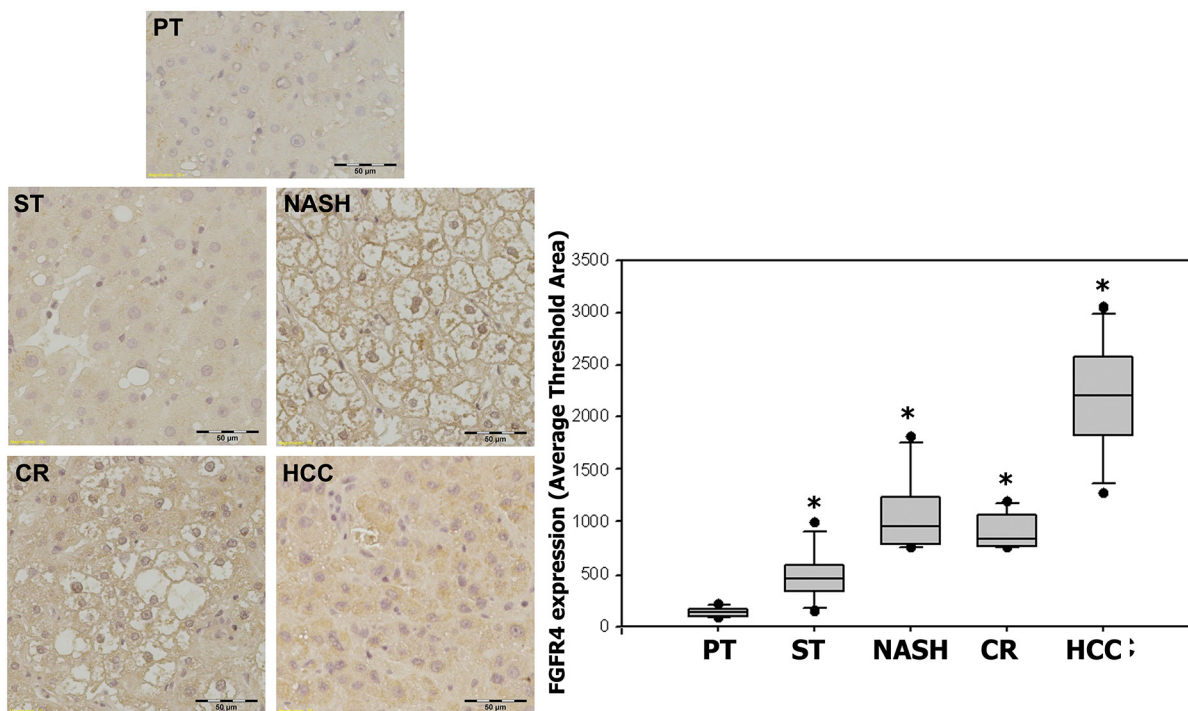 PT
50 µm
ST
50 µm
NASH
50 µm
CR
50 µm
HCC
50 µm
FGFR4 expression (Average Threshold Area)
3500
3000
2500
2000
1500
1000
500
0
*
*
*
*
PT
ST
NASH
CR
HCC